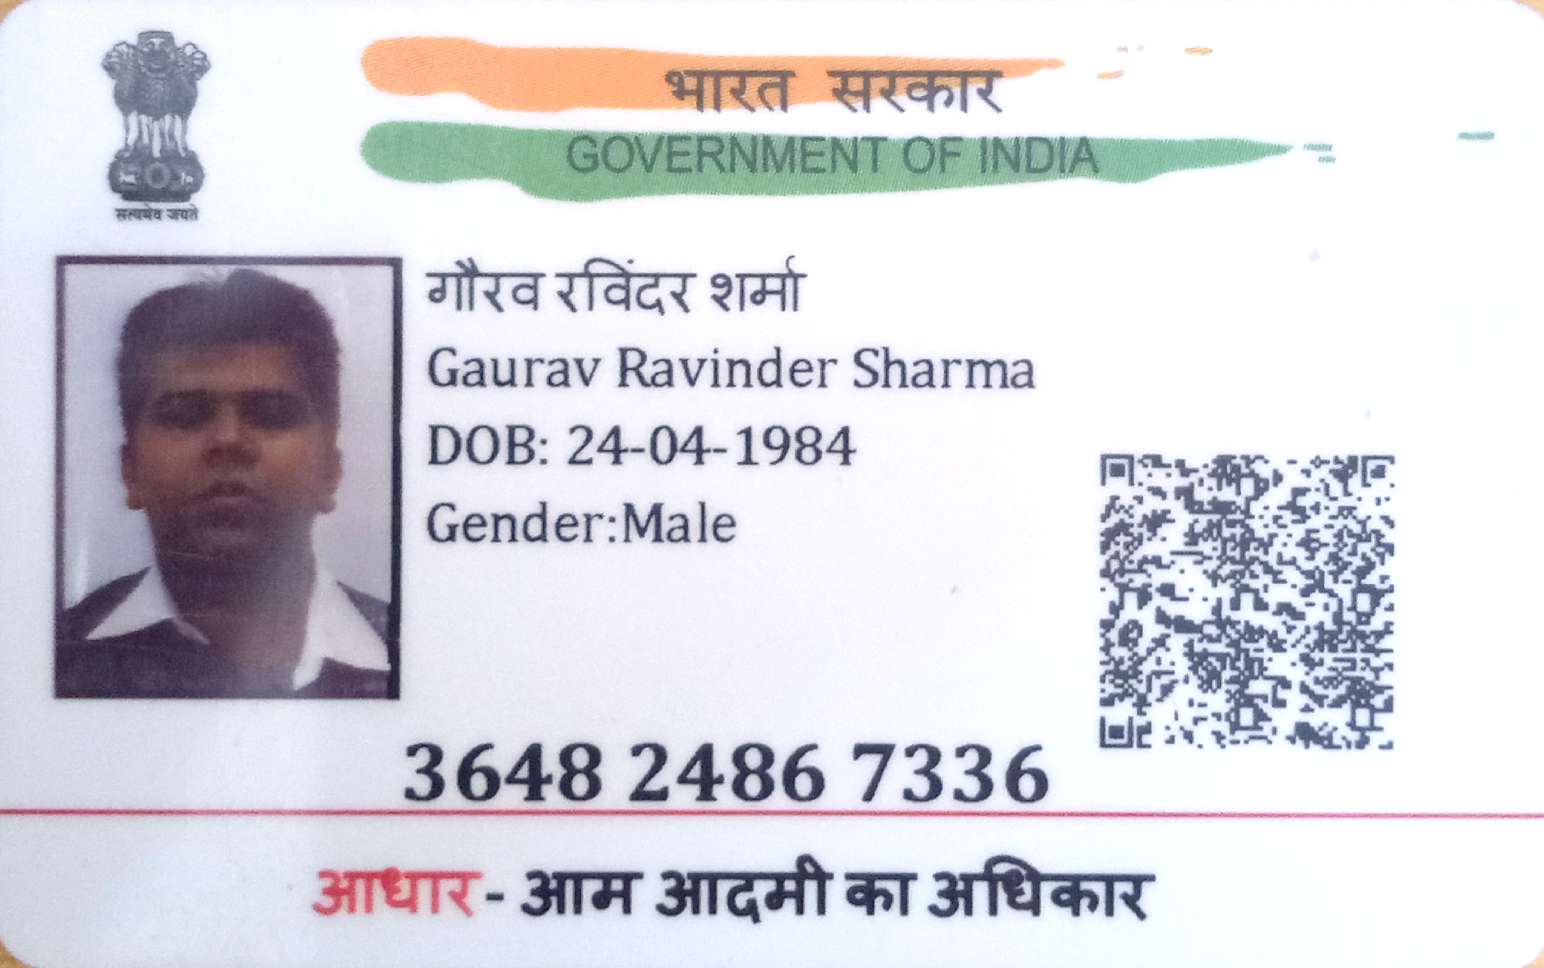 भारत सरकार
GOVERNMENT OF INDIA
सत्यमेव जयते
गौरव रविंदर शर्मा
Gaurav Ravinder Sharma
DOB: 24-04-1984
Gender:Male
3648 2486 7336
आधार - आम आदमी का अधिकार